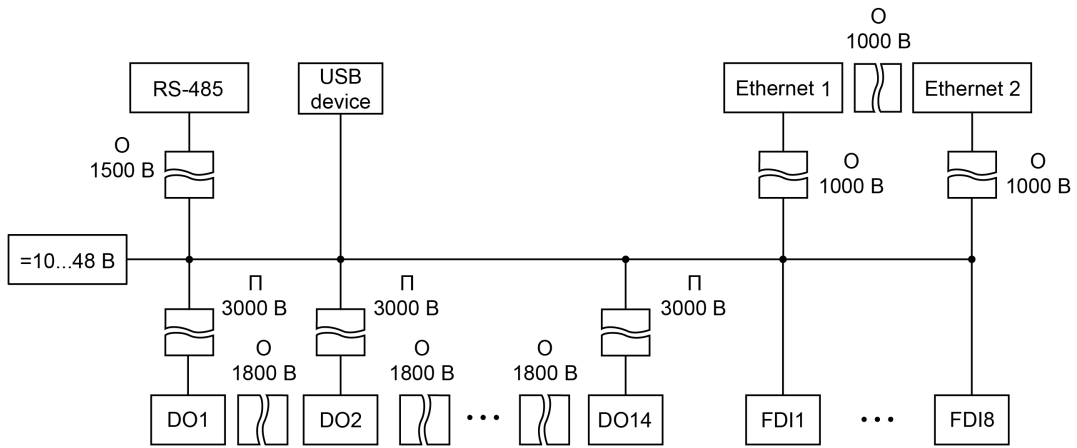 О
1000 В
RS-485
USB
device
Ethernet 1
Ethernet 2
О
1500 В
О
1000 В
О
1000 В
=10...48 В
П
3000 В
П
3000 В
П
3000 В
О
1800 В
О
1800 В
О
1800 В
DO1
DO2
...
DO14
FDI1
...
FDI8